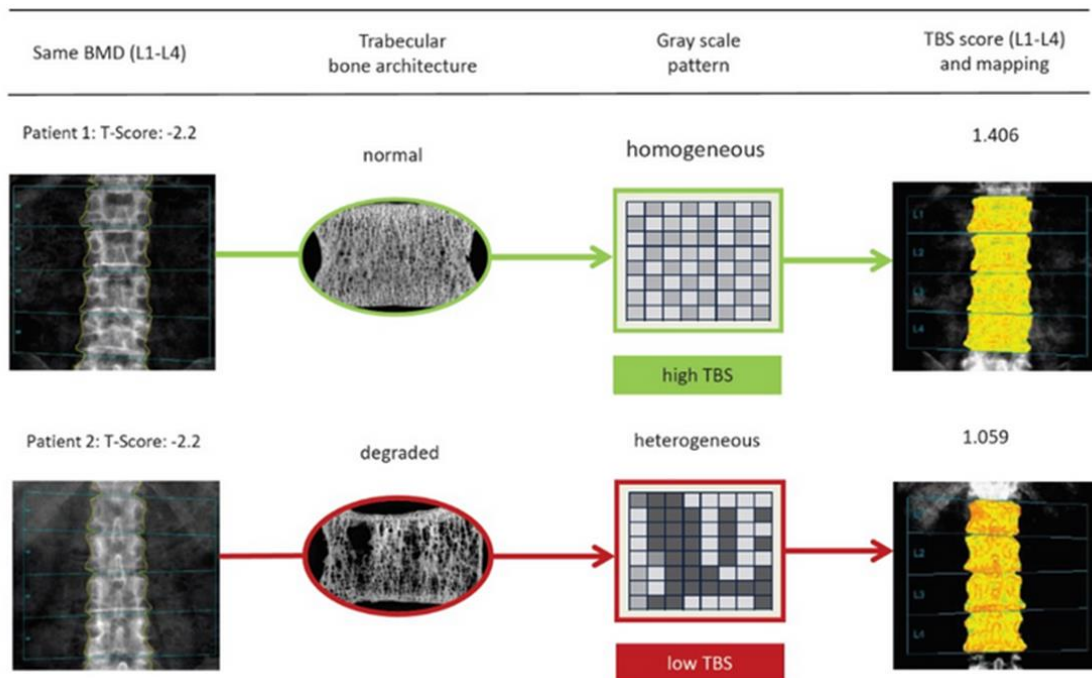 Same BMD (L1-L4)
Trabecular
bone architecture
Gray scale
pattern
TBS score (L1-L4)
and mapping
Patient 1: T-Score: -2.2
normal
homogeneous
1.406
L1
L2
L3
L4
high TBS
Patient 2: T-Score: -2.2
degraded
heterogeneous
1.059
L2
L3
L4
low TBS